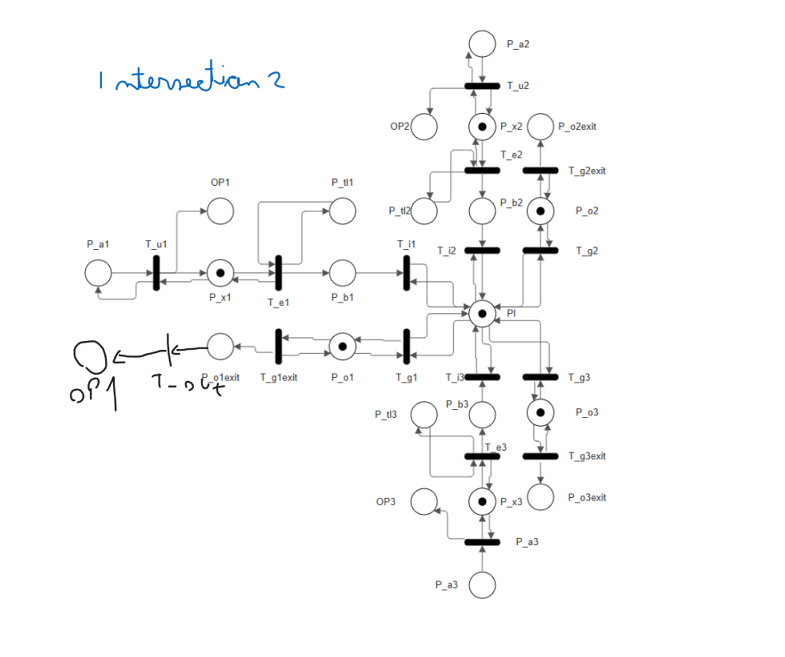 P_a2
Intersection 2
T_u2
OP2
P_x2
P_o2exit
T_e2
T_g2exit
OP1
P_tl1
P_tl2
P_b2
P_o2
P_a1
T_u1
T_i1
T_i2
T_g2
P_x1
T_e1
P_b1
PI
P_o1exit
T_g1exit
P_o1
T_g1
T_i3
T_g3
OP1
T_out
P_tl3
P_b3
P_o3
T_e3
T_g3exit
OP3
P_x3
P_o3exit
P_a3
P_a3